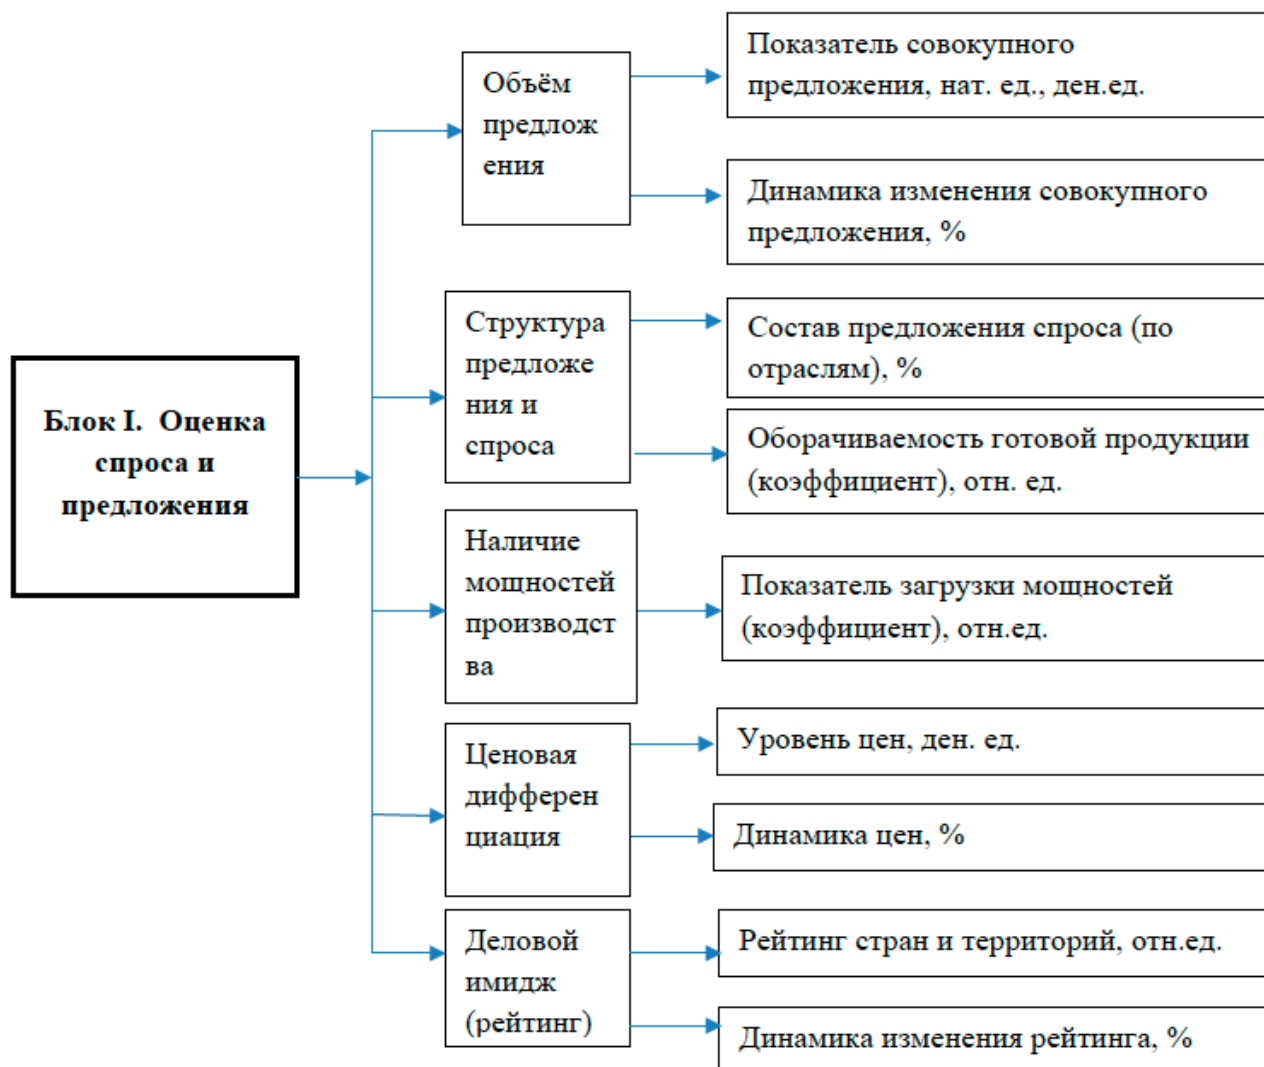 Блок I. Оценка
спроса и
предложения
Объём
предлож
ения
Показатель совокупного
предложения, нат. ед., ден.ед.
Динамика изменения совокупного
предложения, %
Структура
предложе
ния и
спроса
Состав предложения спроса (по
отраслям), %
Оборачиваемость готовой продукции
(коэффициент), отн. ед.
Наличие
мощностей
производст
ва
Показатель загрузки мощностей
(коэффициент), отн.ед.
Ценовая
дифферен
циация
Уровень цен, ден. ед.
Динамика цен, %
Деловой
имидж
(рейтинг)
Рейтинг стран и территорий, отн.ед.
Динамика изменения рейтинга, %